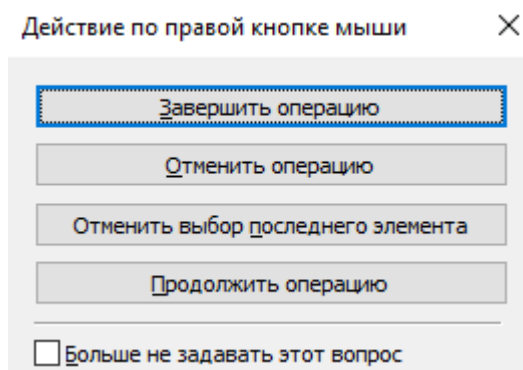 Действие по правой кнопке мыши
Завершить операцию
Отменить операцию
Отменить выбор последнего элемента
Продолжить операцию
Больше не задавать этот вопрос